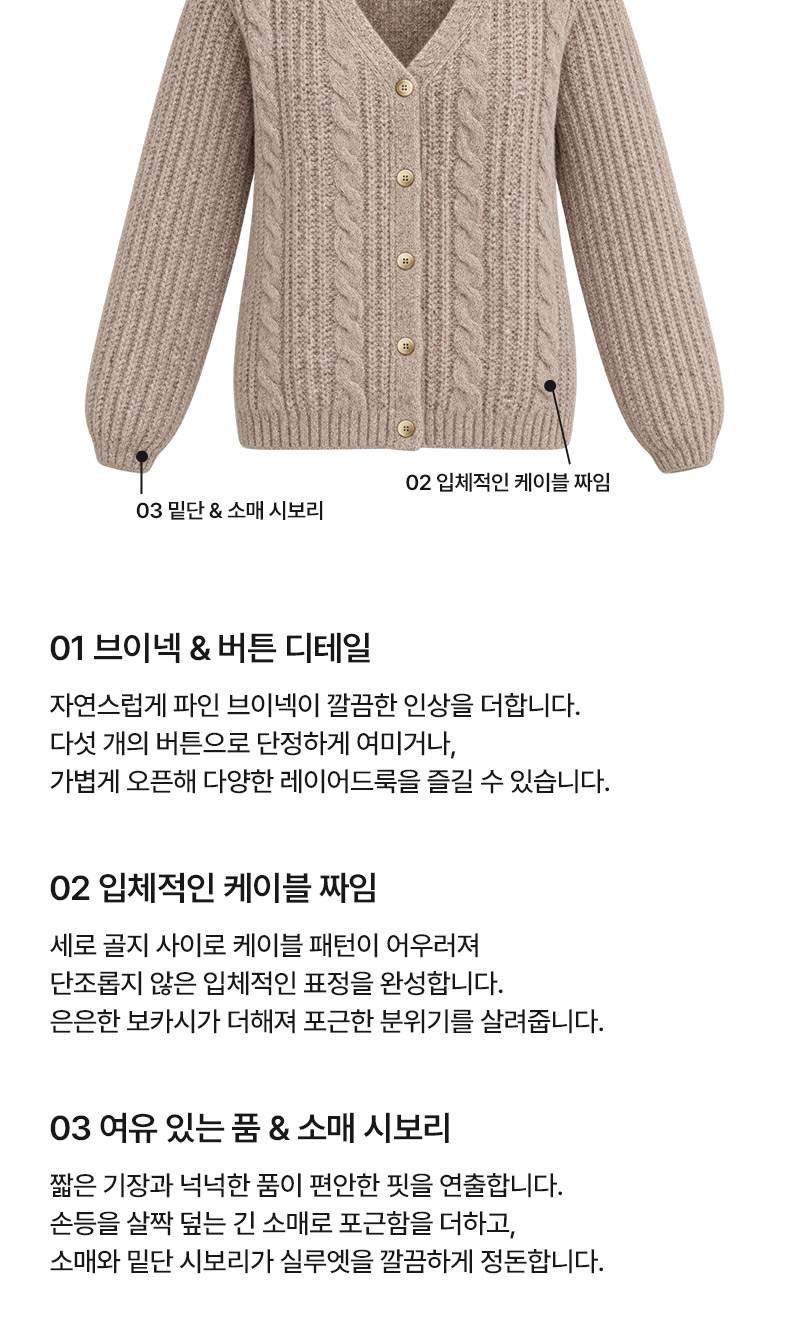 02 입체적인 케이블 짜임
03 밑단 & 소매 시보리
01 브이넥 & 버튼 디테일
자연스럽게 파인 브이넥이 깔끔한 인상을 더합니다.
다섯 개의 버튼으로 단정하게 여미거나,
가볍게 오픈해 다양한 레이어드룩을 즐길 수 있습니다.
02 입체적인 케이블 짜임
세로 골지 사이로 케이블 패턴이 어우러져
단조롭지 않은 입체적인 표정을 완성합니다.
은은한 보카시가 더해져 포근한 분위기를 살려줍니다.
03 여유 있는 품 & 소매 시보리
짧은 기장과 넉넉한 품이 편안한 핏을 연출합니다.
손등을 살짝 덮는 긴 소매로 포근함을 더하고,
소매와 밑단 시보리가 실루엣을 깔끔하게 정돈합니다.